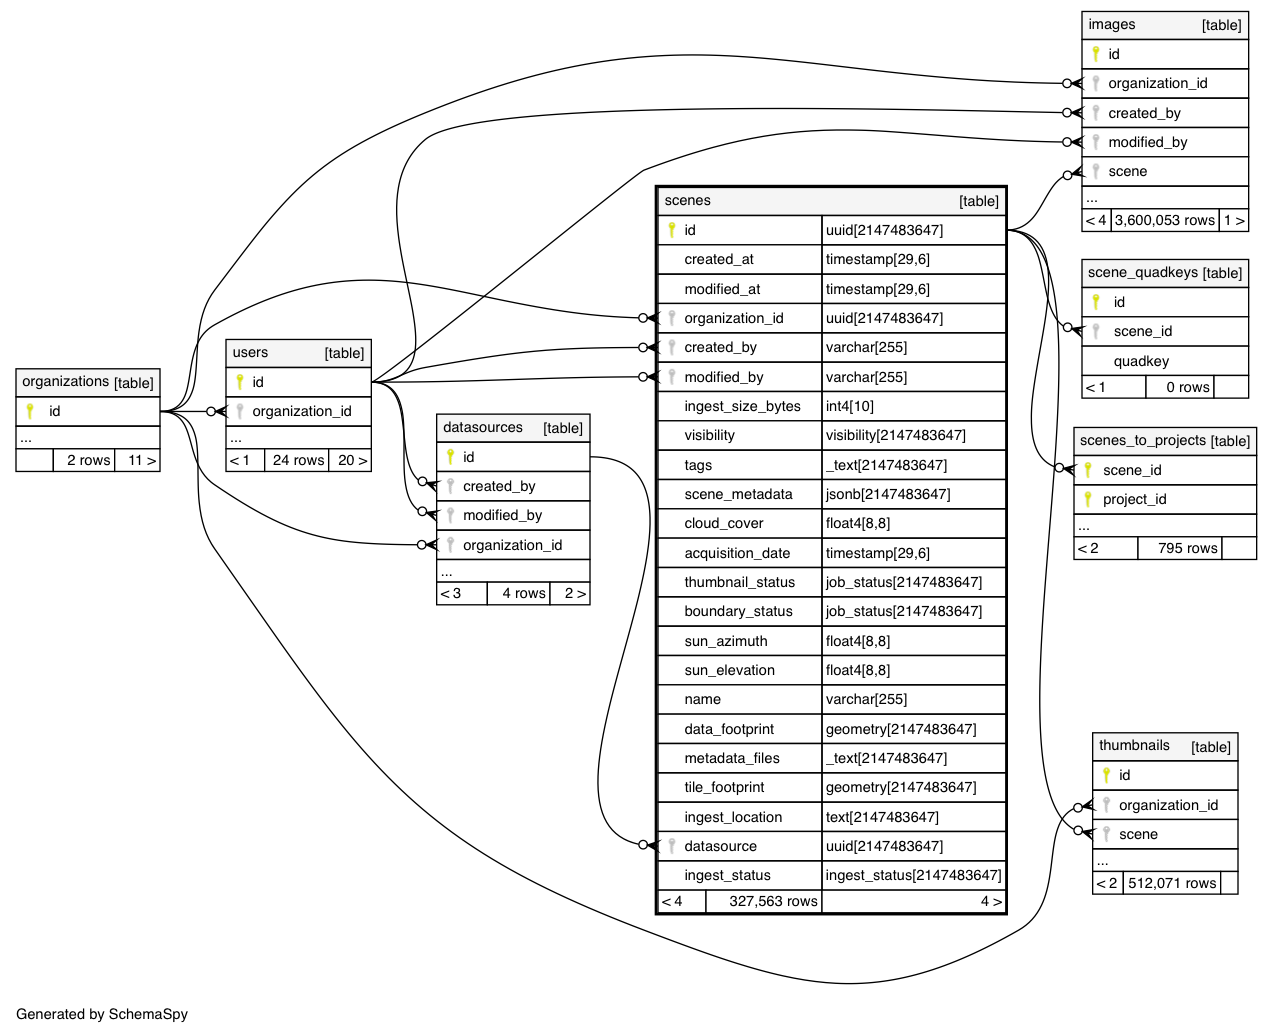 images [table]
id
organization_id
created_by
modified_by
scene
...
< 4 3,600,053 rows 1 >
scenes [table]
id uuid[2147483647]
created_at timestamp[29,6]
modified_at timestamp[29,6]
organization_id uuid[2147483647]
created_by varchar[255]
modified_by varchar[255]
ingest_size_bytes int4[10]
visibility visibility[2147483647]
tags _text[2147483647]
scene_metadata jsonb[2147483647]
cloud_cover float4[8,8]
acquisition_date timestamp[29,6]
thumbnail_status job_status[2147483647]
boundary_status job_status[2147483647]
sun_azimuth float4[8,8]
sun_elevation float4[8,8]
name varchar[255]
data_footprint geometry[2147483647]
metadata_files _text[2147483647]
tile_footprint geometry[2147483647]
ingest_location text[2147483647]
datasource uuid[2147483647]
ingest_status ingest_status[2147483647]
< 4 327,563 rows 4 >
scene_quadkeys [table]
id
scene_id
quadkey
< 1 0 rows
organizations [table]
id
...
2 rows 11 >
users [table]
id
organization_id
...
< 1 24 rows 20 >
datasources [table]
id
created_by
modified_by
organization_id
...
< 3 4 rows 2 >
scenes_to_projects [table]
scene_id
project_id
...
< 2 795 rows
thumbnails [table]
id
organization_id
scene
...
< 2 512,071 rows
Generated by SchemaSpy